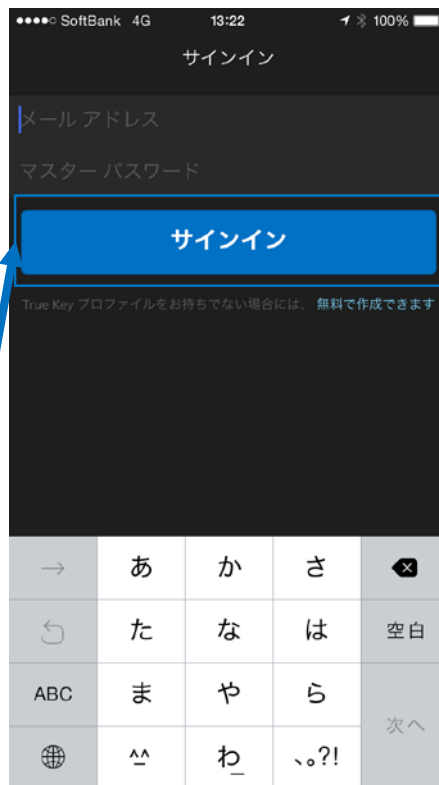 SoftBank 4G 13:22 100%
サインイン
メール アドレス
マスター パスワード
サインイン
True Key プロファイルをお持ちでない場合には、 無料で作成できます
→ あ か さ
た な は 空白
ABC ま や ら
^^ わ_ 、。?! 次へ